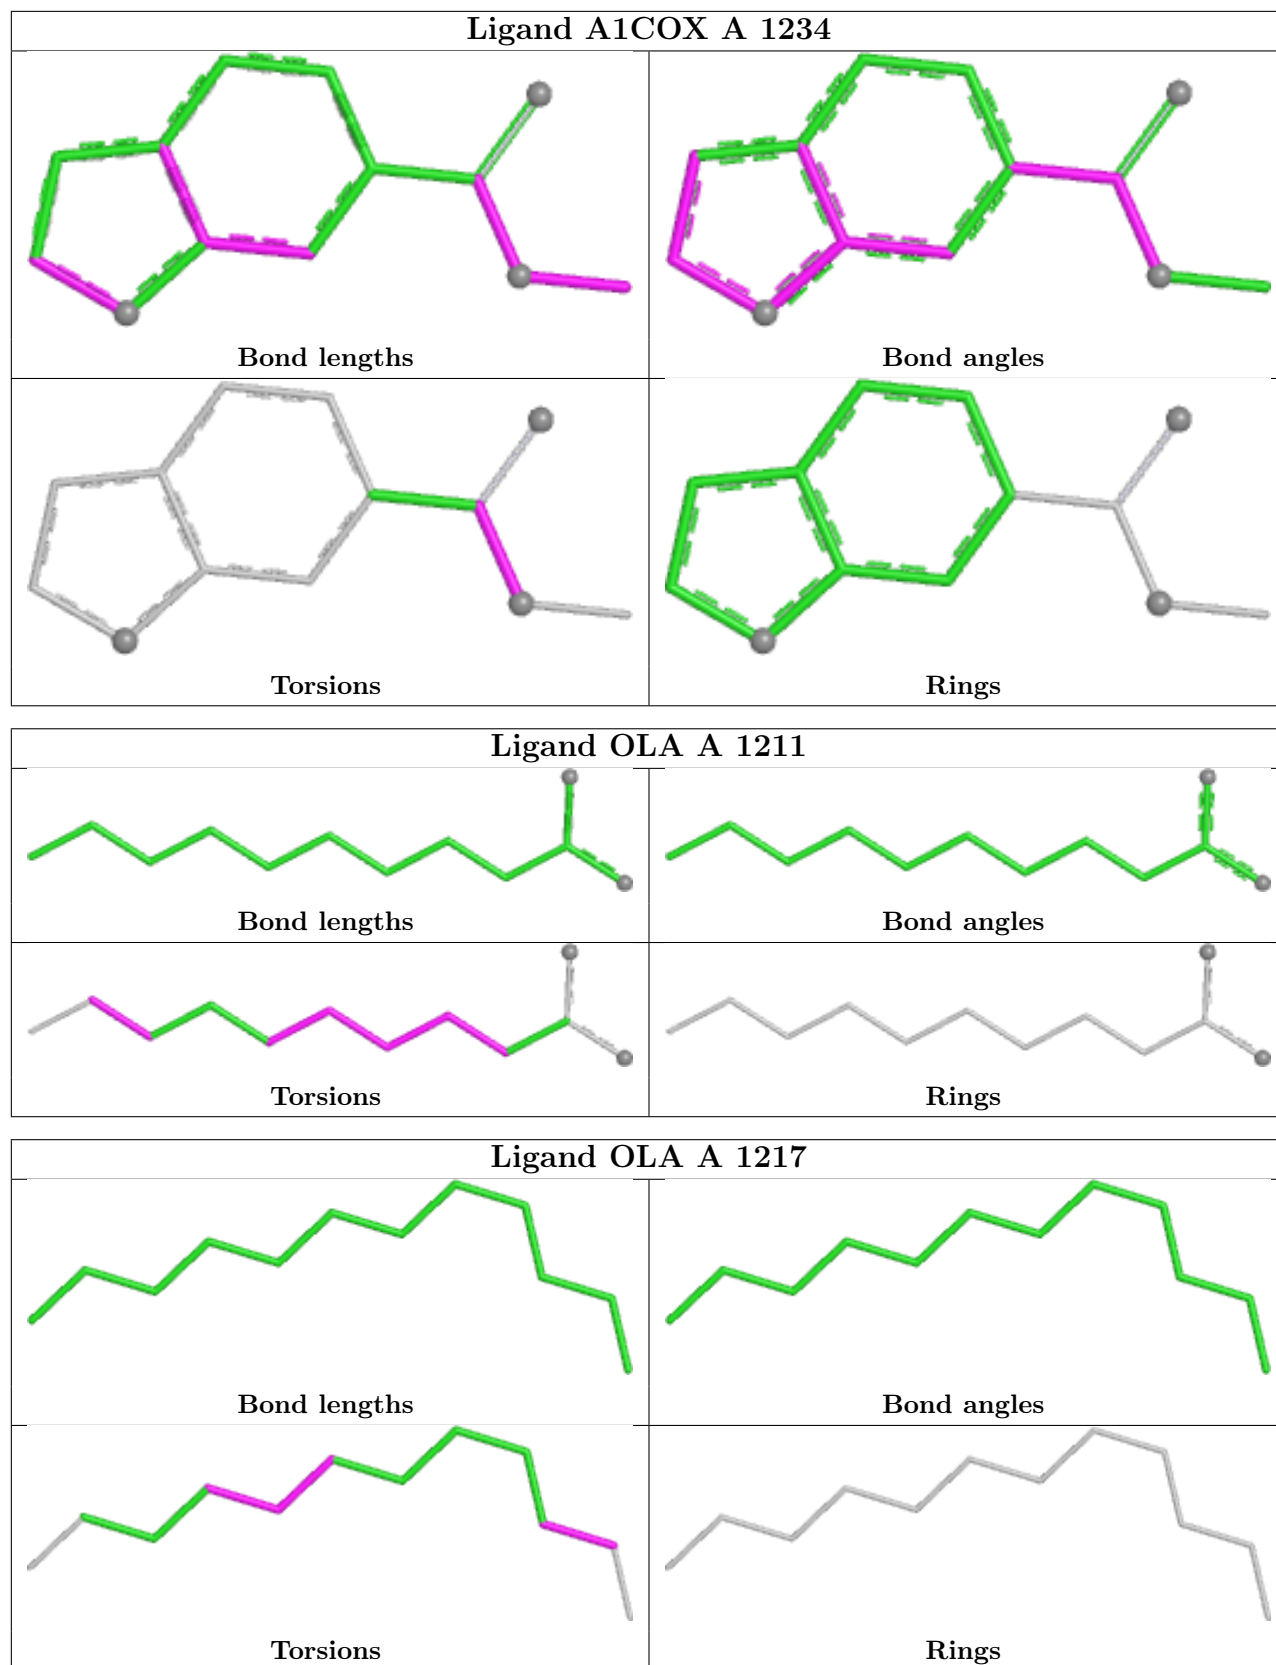 Ligand A1COX A 1234
Bond lengths
Bond angles
Torsions
Rings
Ligand OLA A 1211
Bond lengths
Bond angles
Torsions
Rings
Ligand OLA A 1217
Bond lengths
Bond angles
Torsions
Rings